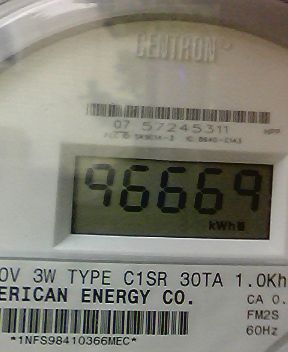 CENTRON
07 57245311
96669
kWh
0V 3W TYPE C1SR 30TA 1.0Kh
ERICAN ENERGY CO.
CA 0.
FM2S
60Hz
*1NFS98410366MEC*